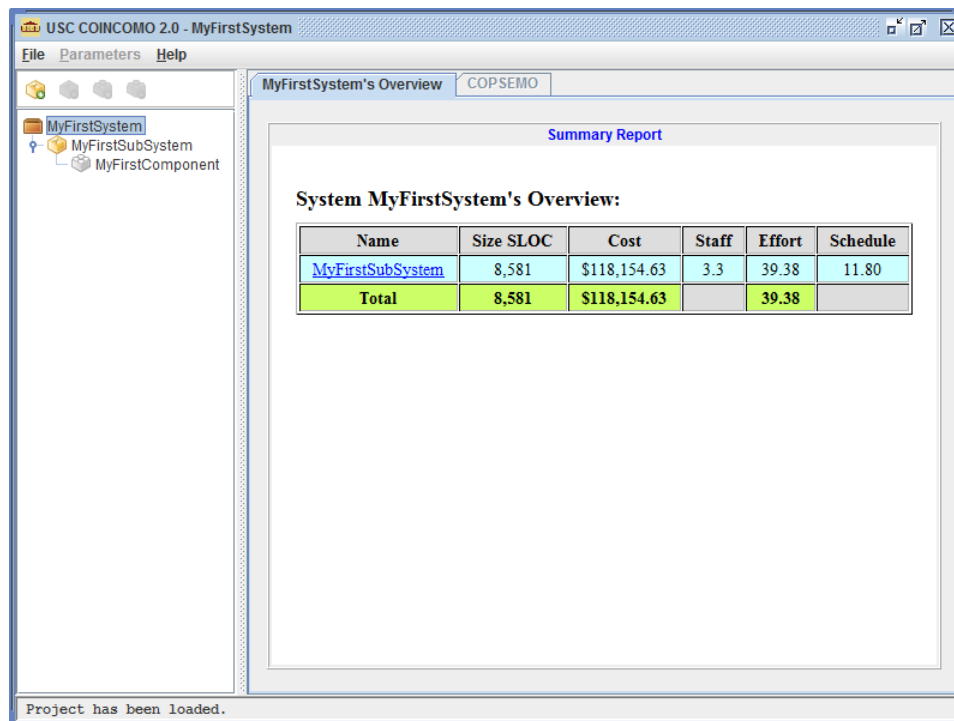 USC COINCOMO 2.0 - MyFirstSystem
File Parameters Help
MyFirstSystem's Overview COPSEMO
MyFirstSystem
MyFirstSubSystem
MyFirstComponent
Summary Report
System MyFirstSystem's Overview:
Name Size SLOC Cost Staff Effort Schedule
MyFirstSubSystem 8,581 $118,154.63 3.3 39.38 11.80
Total 8,581 $118,154.63 39.38
Project has been loaded.